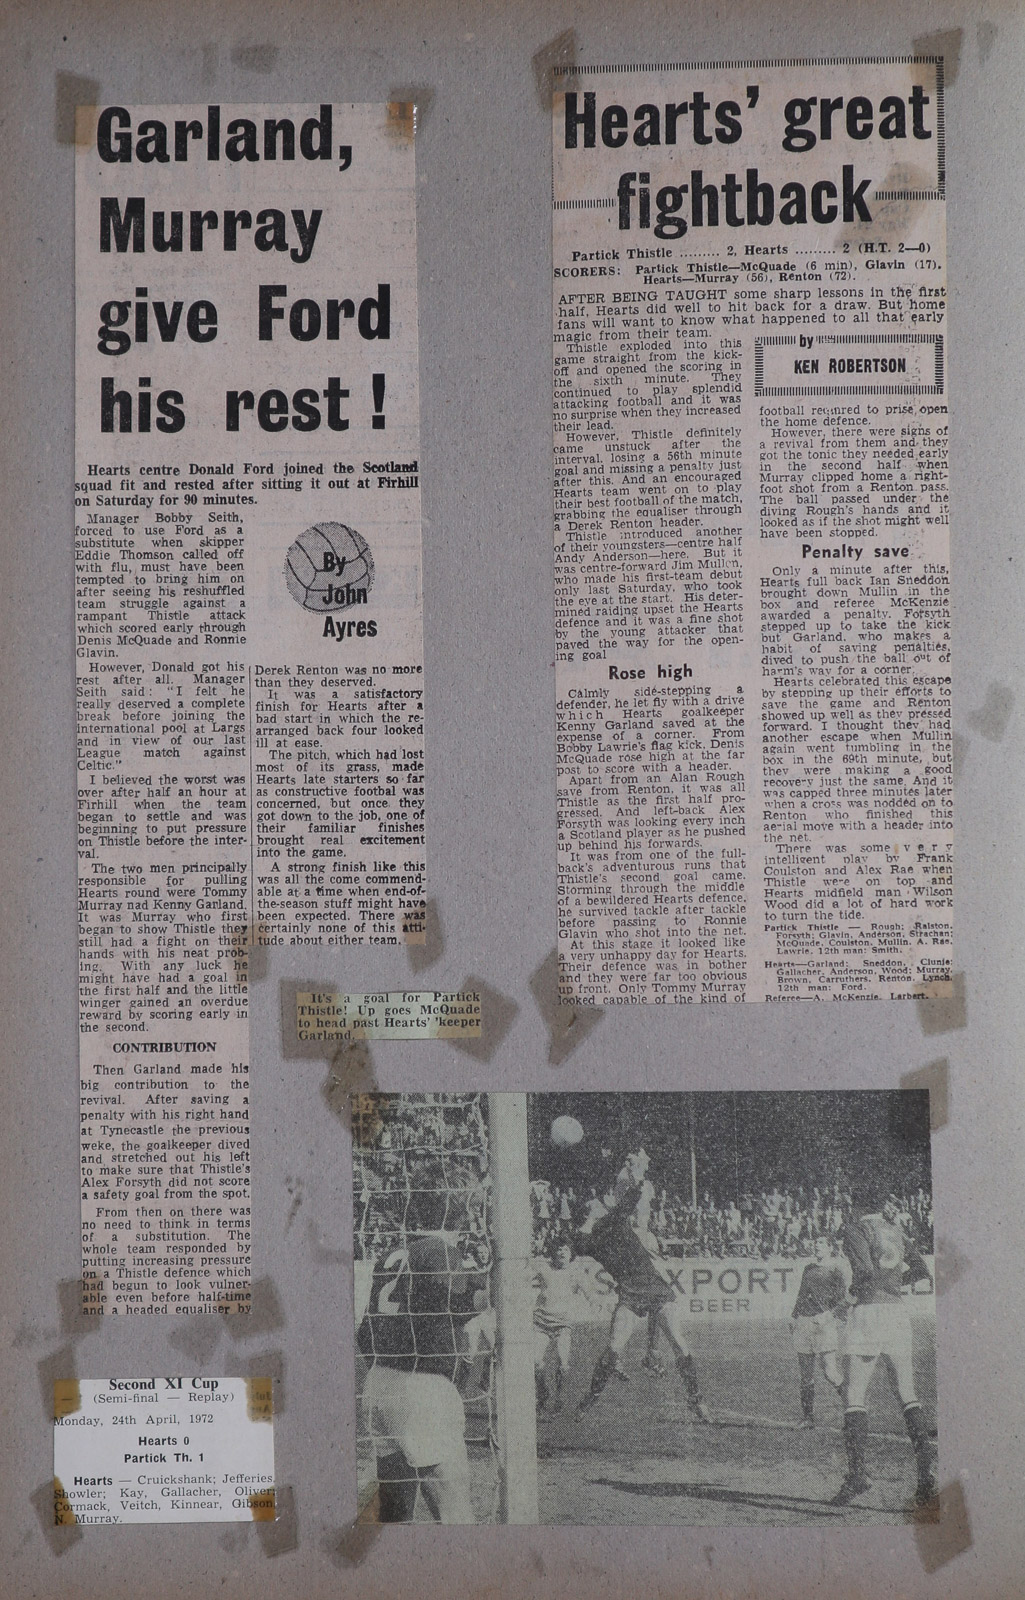 Garland,
Murray
give Ford
his rest !
Hearts centre Donald Ford joined the Scotland
squad fit and rested after sitting it out at Firhill
on Saturday for 90 minutes.
Manager Bobby Seith,
forced to use Ford as a
substitute when skipper
Eddie Thomson called off
with flu, must have been
tempted to bring him on
after seeing his reshuffled
team struggle against a
rampant Thistle attack
which scored early through
Denis McQuade and Ronnie
Glavin.
By
John
Ayres
However, Donald got his
rest after all. Manager
Seith said: "I felt he
really deserved a complete
break before joining the
international pool at Largs
and in view of our last
League match against
Celtic."
I believed the worst was
over after half an hour at
Firhill when the team
began to settle and was
beginning to put pressure
on Thistle before the inter-
val.
The two men principally
responsible for pulling
Hearts round were Tommy
Murray nad Kenny Garland.
It was Murray who first
began to show Thistle they
still had a fight on their
hands with his neat prob-
ing. With any luck he
might have had a goal in
the first half and the little
winger gained an overdue
reward by scoring early in
the second.
CONTRIBUTION
Then Garland made his
big contribution to the
revival. After saving a
penalty with his right hand
at Tynecastle the previous
weke, the goalkeeper dived
and stretched out his left
to make sure that Thistle's
Alex Forsyth did not score
a safety goal from the spot.
From then on there was
no need to think in terms
of a substitution. The
whole team responded by
putting increasing pressure
on a Thistle defence which
had begun to look vulner-
able even before half-time
and a headed equaliser by
Derek Renton was no more
than they deserved.
It was a satisfactory
finish for Hearts after a
bad start in which the re-
arranged back four looked
ill at ease.
The pitch, which had lost
most of its grass, made
Hearts late starters so far
as constructive footbal was
concerned, but once they
got down to the job, one of
their familiar finishes
brought real excitement
into the game.
A strong finish like this
was all the come commend-
able at a time when end-of-
the-season stuff might have
been expected. There was
certainly none of this atti-
tude about either team.
Hearts' great
fightback
Partick Thistle ......... 2, Hearts ......... 2 (H.T. 2—0)
SCORERS: Partick Thistle—McQuade (6 min), Glavin (17).
Hearts—Murray (56), Renton (72).
AFTER BEING TAUGHT some sharp lessons in the first
half, Hearts did well to hit back for a draw. But home
fans will want to know what happened to all that early
magic from their team.
Thistle exploded into this
game straight from the kick-
off and opened the scoring in
the sixth minute. They
continued to play splendid
attacking football and it was
no surprise when they increased
their lead.
However, Thistle definitely
came unstuck after the
interval, losing a 56th minute
goal and missing a penalty just
after this. And an encouraged
Hearts team went on to play
their best football of the match,
grabbing the equaliser through
a Derek Renton header.
Thistle introduced another
of their youngsters—centre half
Andy Anderson—here. But it
was centre-forward Jim Mullen,
who made his first-team debut
only last Saturday, who took
the eye at the start. His deter-
mined raiding upset the Hearts
defence and it was a fine shot
by the young attacker that
paved the way for the open-
ing goal
Rose high
Calmly side-stepping a
defender, he let fly with a drive
which Hearts goalkeeper
Kenny Garland saved at the
expense of a corner. From
Bobby Lawrie's flag kick, Denis
McQuade rose high at the far
post to score with a header.
Apart from an Alan Rough
save from Renton, it was all
Thistle as the first half pro-
gressed. And left-back Alex
Forsyth was looking every inch
a Scotland player as he pushed
up behind his forwards.
It was from one of the full-
back's adventurous runs that
Thistle's second goal came.
Storming through the middle
of a bewildered Hearts defence,
he survived tackle after tackle
before passing to Ronnie
Glavin who shot into the net.
At this stage it looked like
a very unhappy day for Hearts.
Their defence was in bother
and they were far too obvious
up front. Only Tommy Murray
looked capable of the kind of
by
KEN ROBERTSON
football required to prise open
the home defence.
However, there were signs of
a revival from them and they
got the tonic they needed early
in the second half when
Murray clipped home a right-
foot shot from a Renton pass.
The ball passed under the
diving Rough's hands and it
looked as if the shot might well
have been stopped.
Penalty save
Only a minute after this,
Hearts full back Ian Sneddon
brought down Mullin in the
box and referee McKenzie
awarded a penalty. Forsyth
stepped up to take the kick
but Garland, who makes a
habit of saving penalties,
dived to push the ball out of
harm's way for a corner.
Hearts celebrated this escape
by stepping up their efforts to
save the game and Renton
showed up well as they pressed
forward. I thought they had
another escape when Mullin
again went tumbling in the
box in the 69th minute, but
they were making a good
recovery just the same. And it
was capped three minutes later
when a cross was nodded on to
Renton who finished this
aerial move with a header into
the net.
There was some very
intelligent play by Frank
Coulston and Alex Rae when
Thistle were on top and
Hearts midfield man Wilson
Wood did a lot of hard work
to turn the tide.
Partick Thistle — Rough; Ralston,
Forsyth; Glavin, Anderson, Strachan;
McQuade, Coulston, Mullin, A. Rae,
Lawrie. 12th man: Smith.
Hearts—Garland; Sneddon, Clunie;
Gallacher, Anderson, Wood; Murray,
Brown, Carruthers, Renton, Lynch.
12th man: Ford.
Referee—A. McKenzie, Larbert.
It's a goal for Partick
Thistle! Up goes McQuade
to head past Hearts' 'keeper
Garland.
2
5
XPORT
BEER
Second XI Cup
(Semi-final — Replay)
Monday, 24th April, 1972
Hearts 0
Partick Th. 1
Hearts — Cruickshank; Jefferies,
Showler; Kay, Gallacher, Oliver;
Cormack, Veitch, Kinnear, Gibson,
N. Murray.